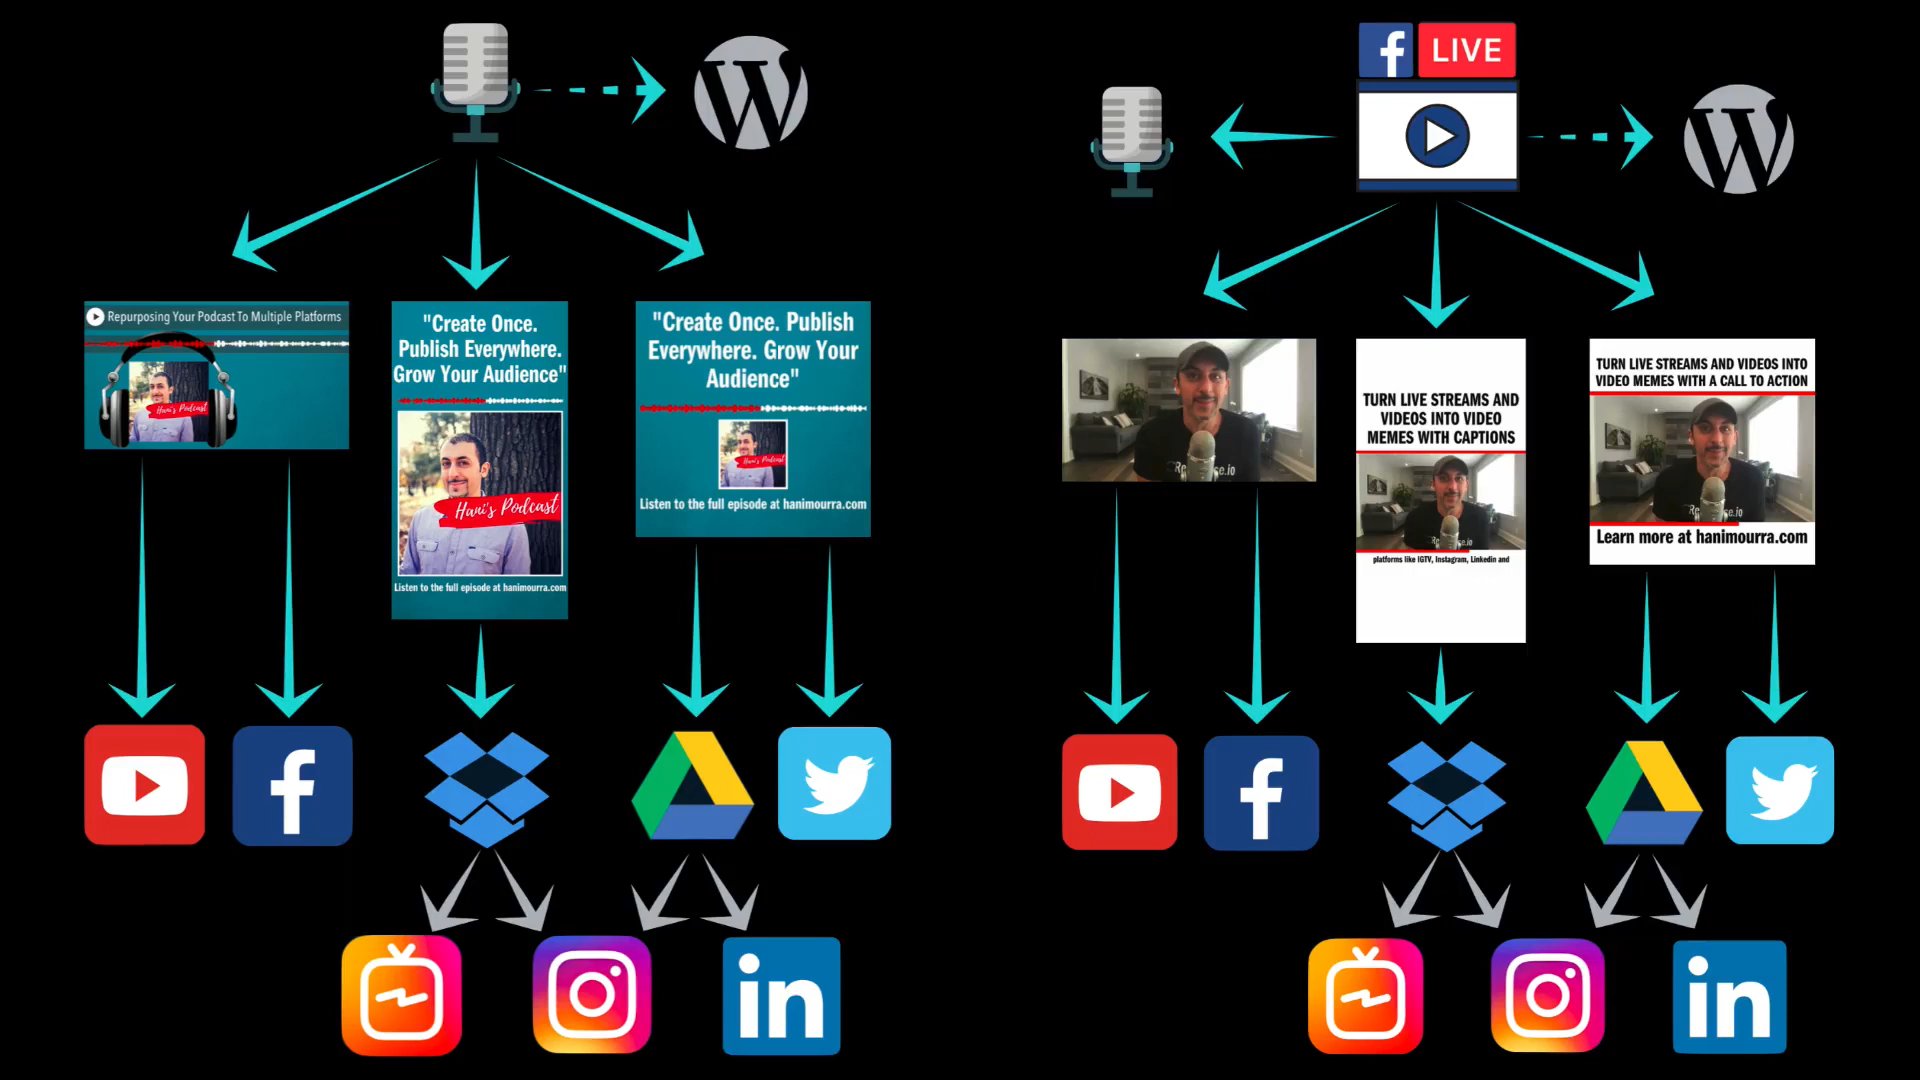 LIVE
Repurposing Your Podcast To Multiple Platforms
Hani's Podcast
"Create Once.
Publish Everywhere.
Grow Your Audience"
Hani's Podcast
Listen to the full episode at hanimourra.com
"Create Once. Publish
Everywhere. Grow Your
Audience"
Hani's Podcast
Listen to the full episode at hanimourra.com
TURN LIVE STREAMS AND
VIDEOS INTO VIDEO
MEMES WITH CAPTIONS
platforms like IGTV, Instagram, Linkedin and
TURN LIVE STREAMS AND VIDEOS INTO
VIDEO MEMES WITH A CALL TO ACTION
Learn more at hanimourra.com
in
in